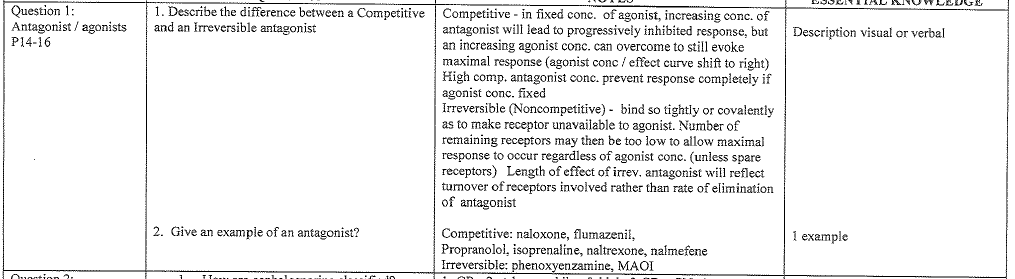 NOTES
ESSENTIAL KNOWLEDGE
Question 1:
Antagonist / agonists
P14-16
1. Describe the difference between a Competitive
and an Irreversible antagonist
Competitive - in fixed conc. of agonist, increasing conc. of
antagonist will lead to progressively inhibited response, but
an increasing agonist conc. can overcome to still evoke
maximal response (agonist conc / effect curve shift to right)
High comp. antagonist conc. prevent response completely if
agonist conc. fixed
Irreversible (Noncompetitive) - bind so tightly or covalently
as to make receptor unavailable to agonist. Number of
remaining receptors may then be too low to allow maximal
response to occur regardless of agonist conc. (unless spare
receptors) Length of effect of irrev. antagonist will reflect
turnover of receptors involved rather than rate of elimination
of antagonist
Description visual or verbal
2. Give an example of an antagonist?
Competitive: naloxone, flumazenil,
Propranolol, isoprenaline, naltrexone, nalmefene
Irreversible: phenoxyenzamine, MAOI
1 example
Question 2: